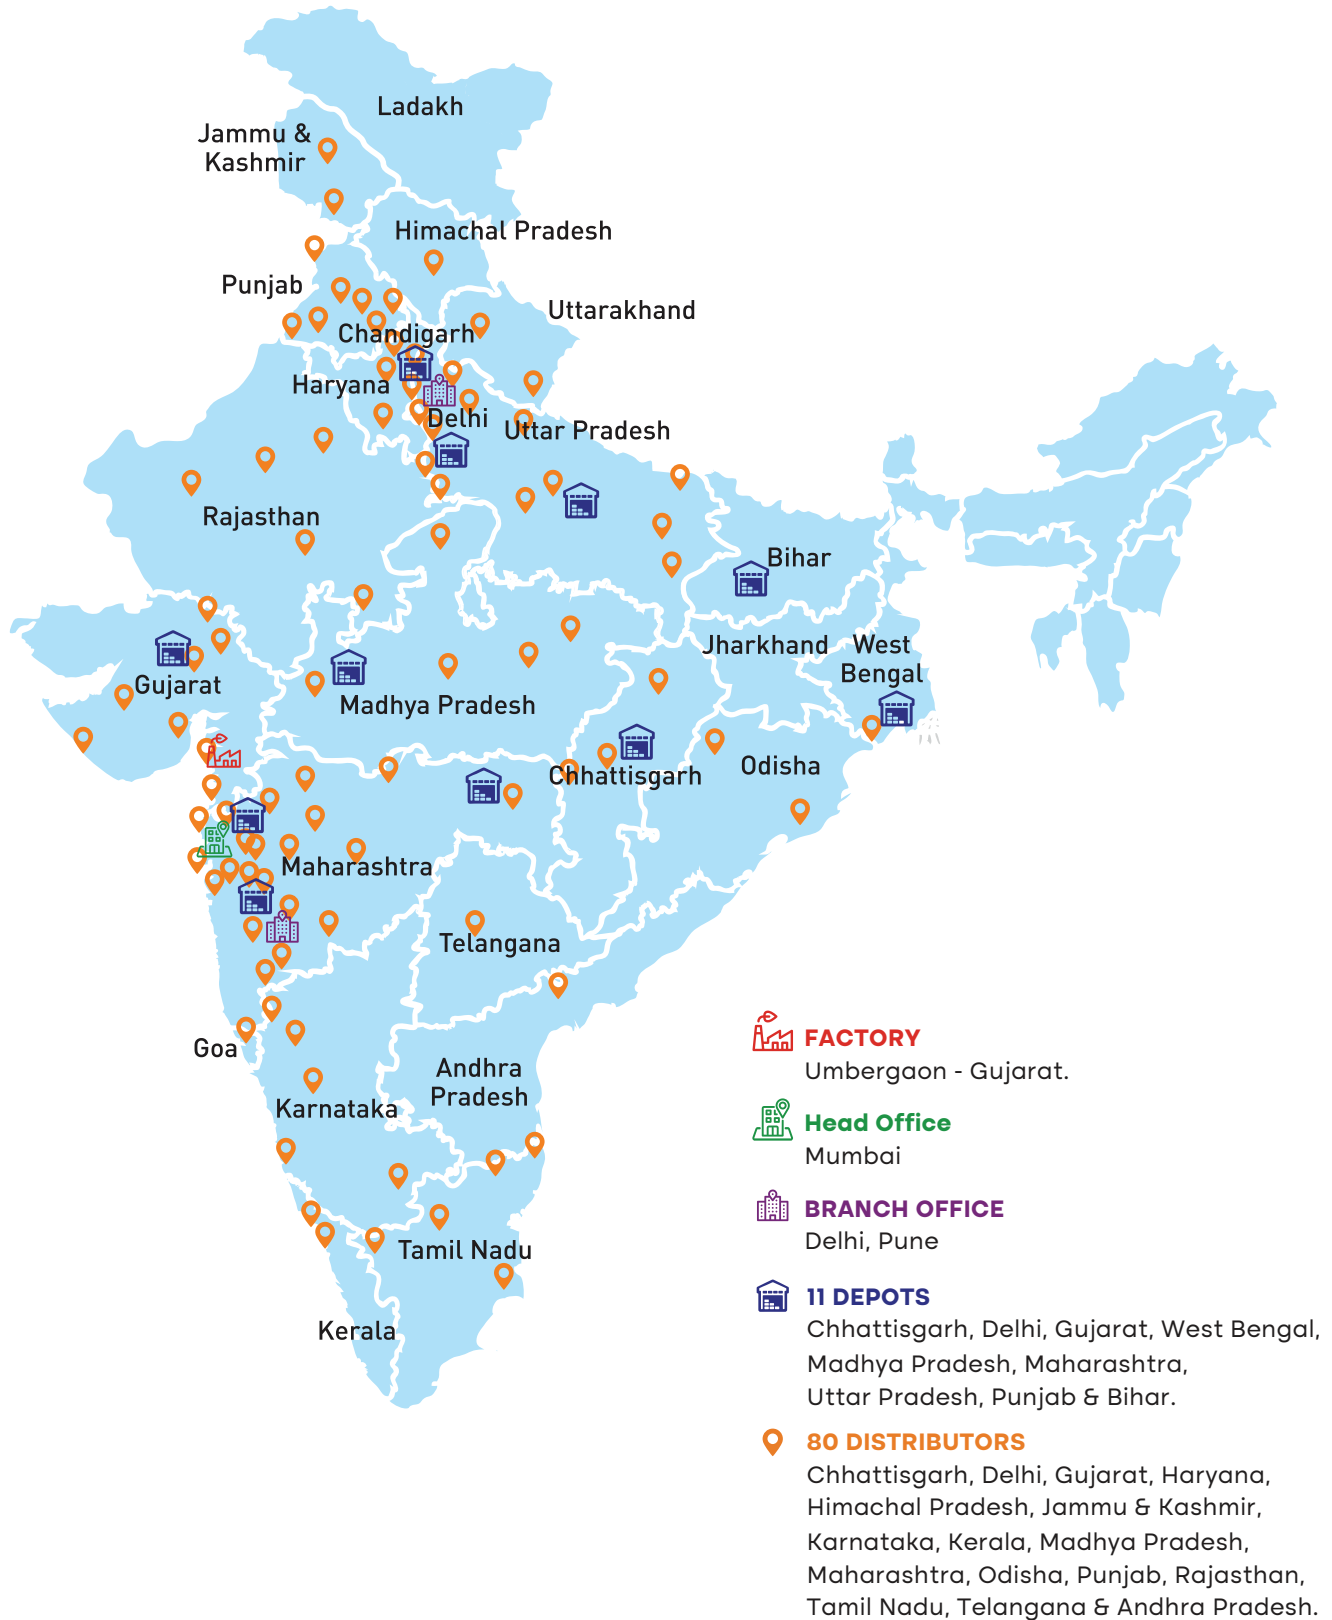 Ladakh
Jammu &
Kashmir
Himachal Pradesh
Punjab
Uttarakhand
Chandigarh
Haryana
Delhi
Uttar Pradesh
Rajasthan
Bihar
Jharkhand
West
Bengal
Gujarat
Madhya Pradesh
Chhattisgarh
Odisha
Maharashtra
Telangana
Goa
Andhra
Pradesh
Karnataka
Tamil Nadu
Kerala
FACTORY
Umbergaon - Gujarat.
Head Office
Mumbai
BRANCH OFFICE
Delhi, Pune
11 DEPOTS
Chhattisgarh, Delhi, Gujarat, West Bengal,
Madhya Pradesh, Maharashtra,
Uttar Pradesh, Punjab & Bihar.
80 DISTRIBUTORS
Chhattisgarh, Delhi, Gujarat, Haryana,
Himachal Pradesh, Jammu & Kashmir,
Karnataka, Kerala, Madhya Pradesh,
Maharashtra, Odisha, Punjab, Rajasthan,
Tamil Nadu, Telangana & Andhra Pradesh.